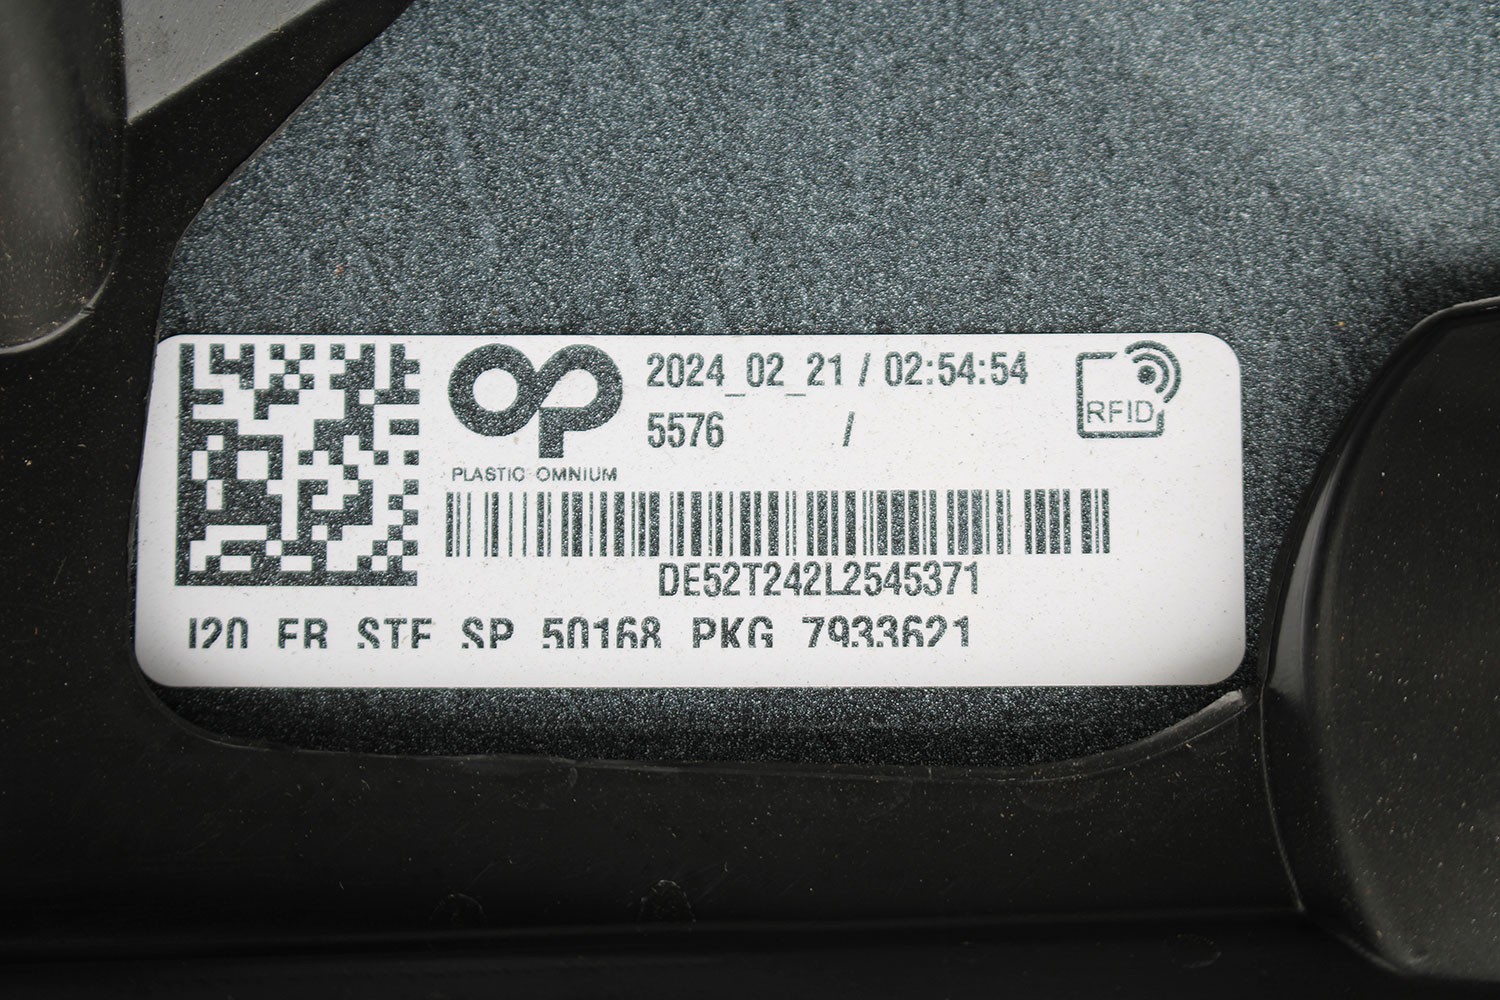 2024_02_21 / 02:54:54
RFID
5576 /
PLASTIC OMNIUM
DE52T242L2545371
I20 FR STF SP 50168 PKG 7933621